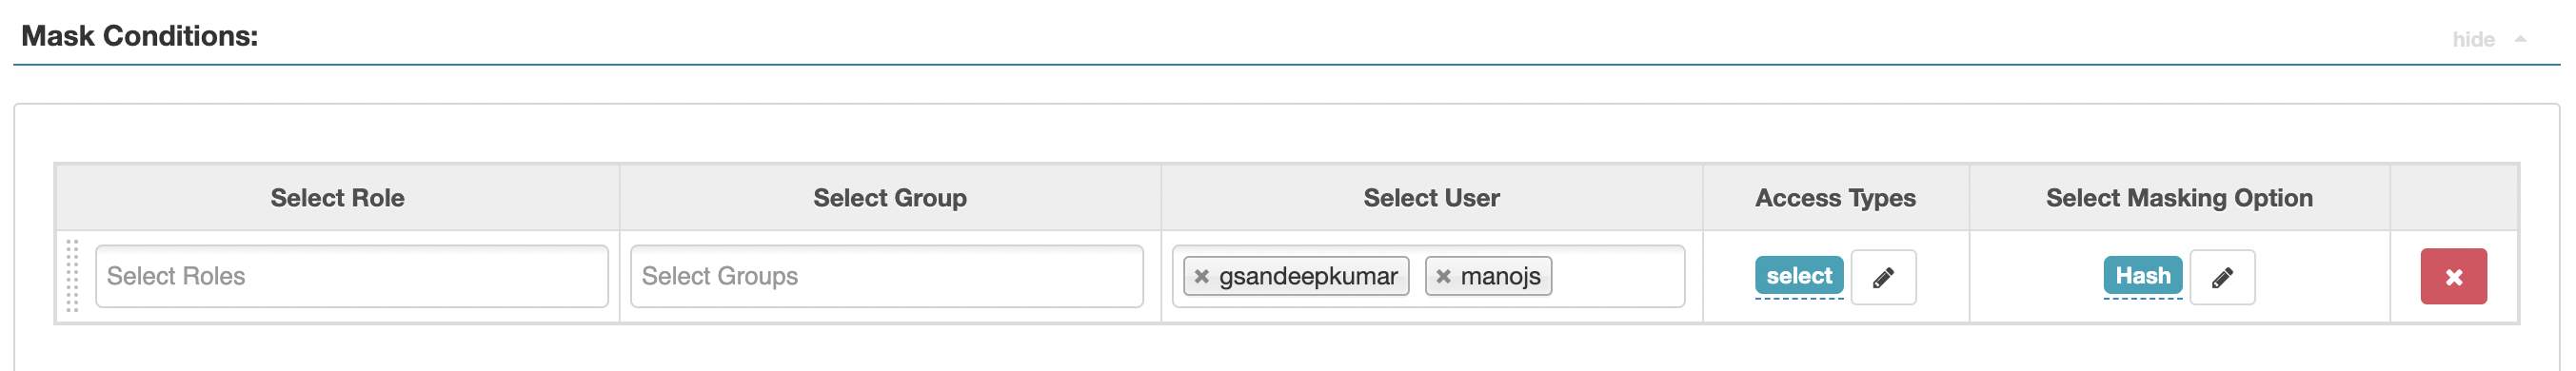 Mask Conditions:
hide
Select Role Select Group Select User Access Types Select Masking Option
Select Roles Select Groups gsandeepkumar manojs select Hash